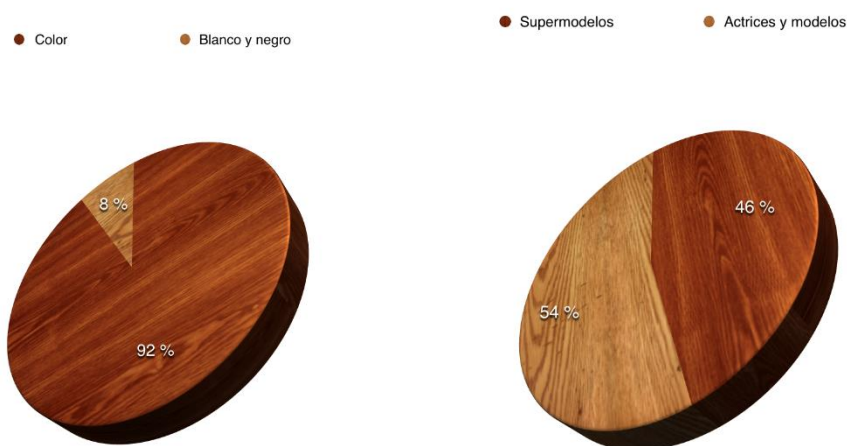 Color
Blanco y negro
8 %
92 %
Supermodelos
Actrices y modelos
46 %
54 %